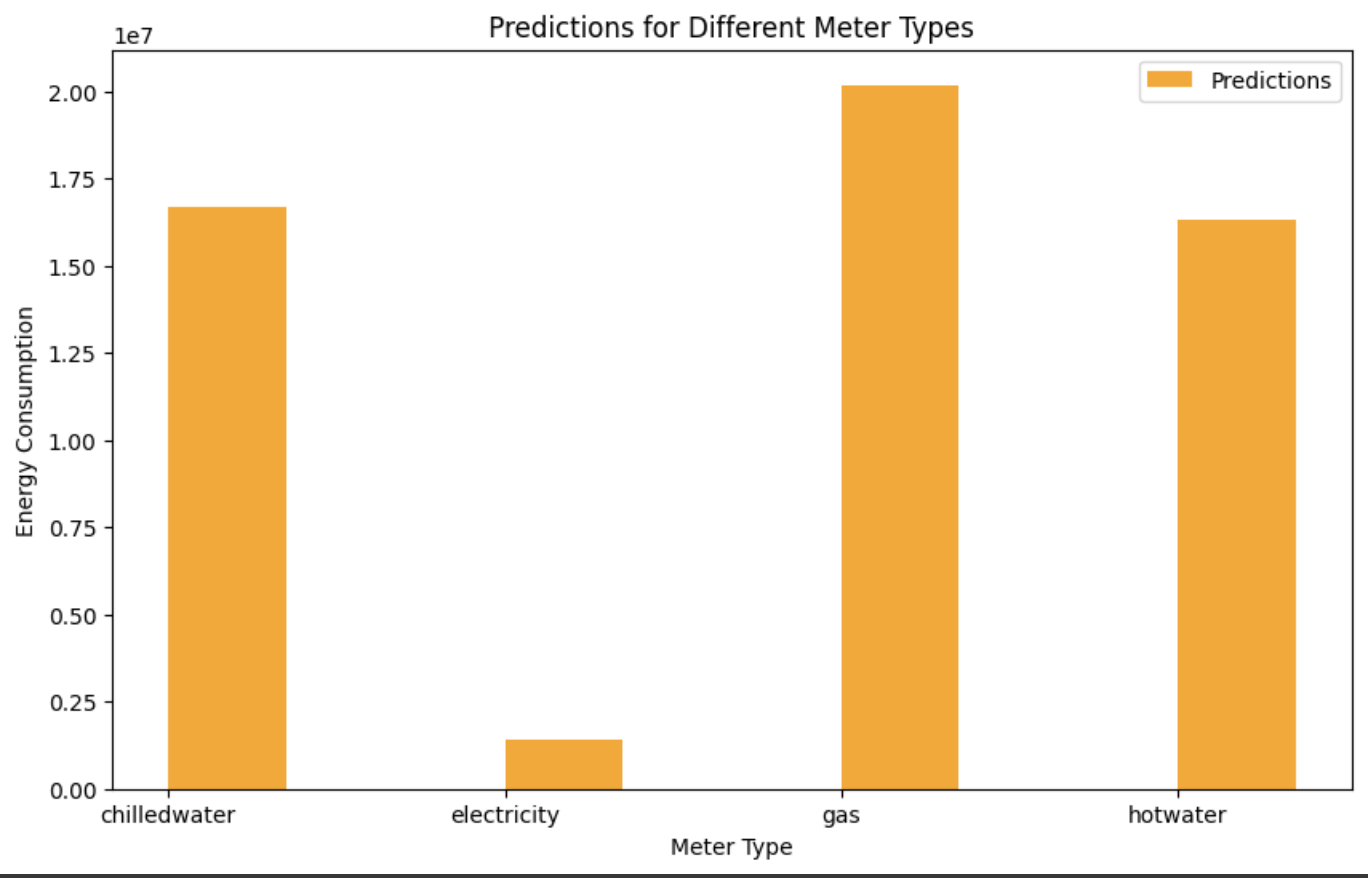 Predictions for Different Meter Types
1e7
Predictions
2.00
1.75
1.50
1.25
1.00
0.75
0.50
0.25
0.00
Energy Consumption
chilledwater electricity gas hotwater
Meter Type